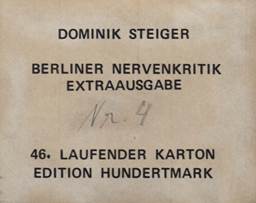 DOMINIK STEIGER
BERLINER NERVENKRITIK
EXTRAAUSGABE
Nr. 4
46. LAUFENDER KARTON
EDITION HUNDERTMARK